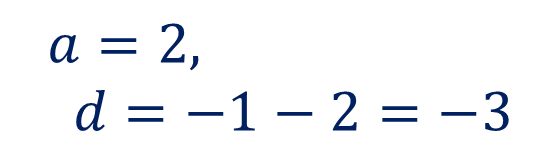 a = 2,
d = −1 − 2 = −3